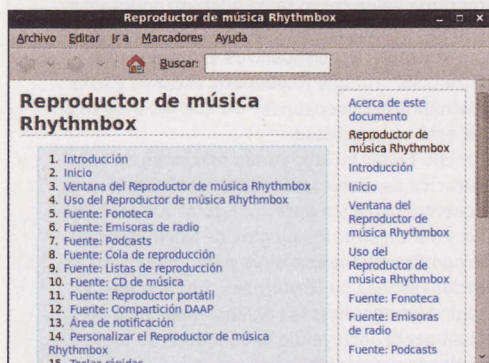 Reproductor de música Rhythmbox
Archivo Editar Ir a Marcadores Ayuda
Buscar:
Reproductor de música
Rhythmbox
1. Introducción
2. Inicio
3. Ventana del Reproductor de música Rhythmbox
4. Uso del Reproductor de música Rhythmbox
5. Fuente: Fonoteca
6. Fuente: Emisoras de radio
7. Fuente: Podcasts
8. Fuente: Cola de reproducción
9. Fuente: Listas de reproducción
10. Fuente: CD de música
11. Fuente: Reproductor portátil
12. Fuente: Compartición DAAP
13. Área de notificación
14. Personalizar el Reproductor de música
Rhythmbox
15. Teclas rápidas
Acerca de este
documento
Reproductor de
música Rhythmbox
Introducción
Inicio
Ventana del
Reproductor de
música Rhythmbox
Uso del
Reproductor de
música Rhythmbox
Fuente: Fonoteca
Fuente: Emisoras
de radio
Fuente: Podcasts